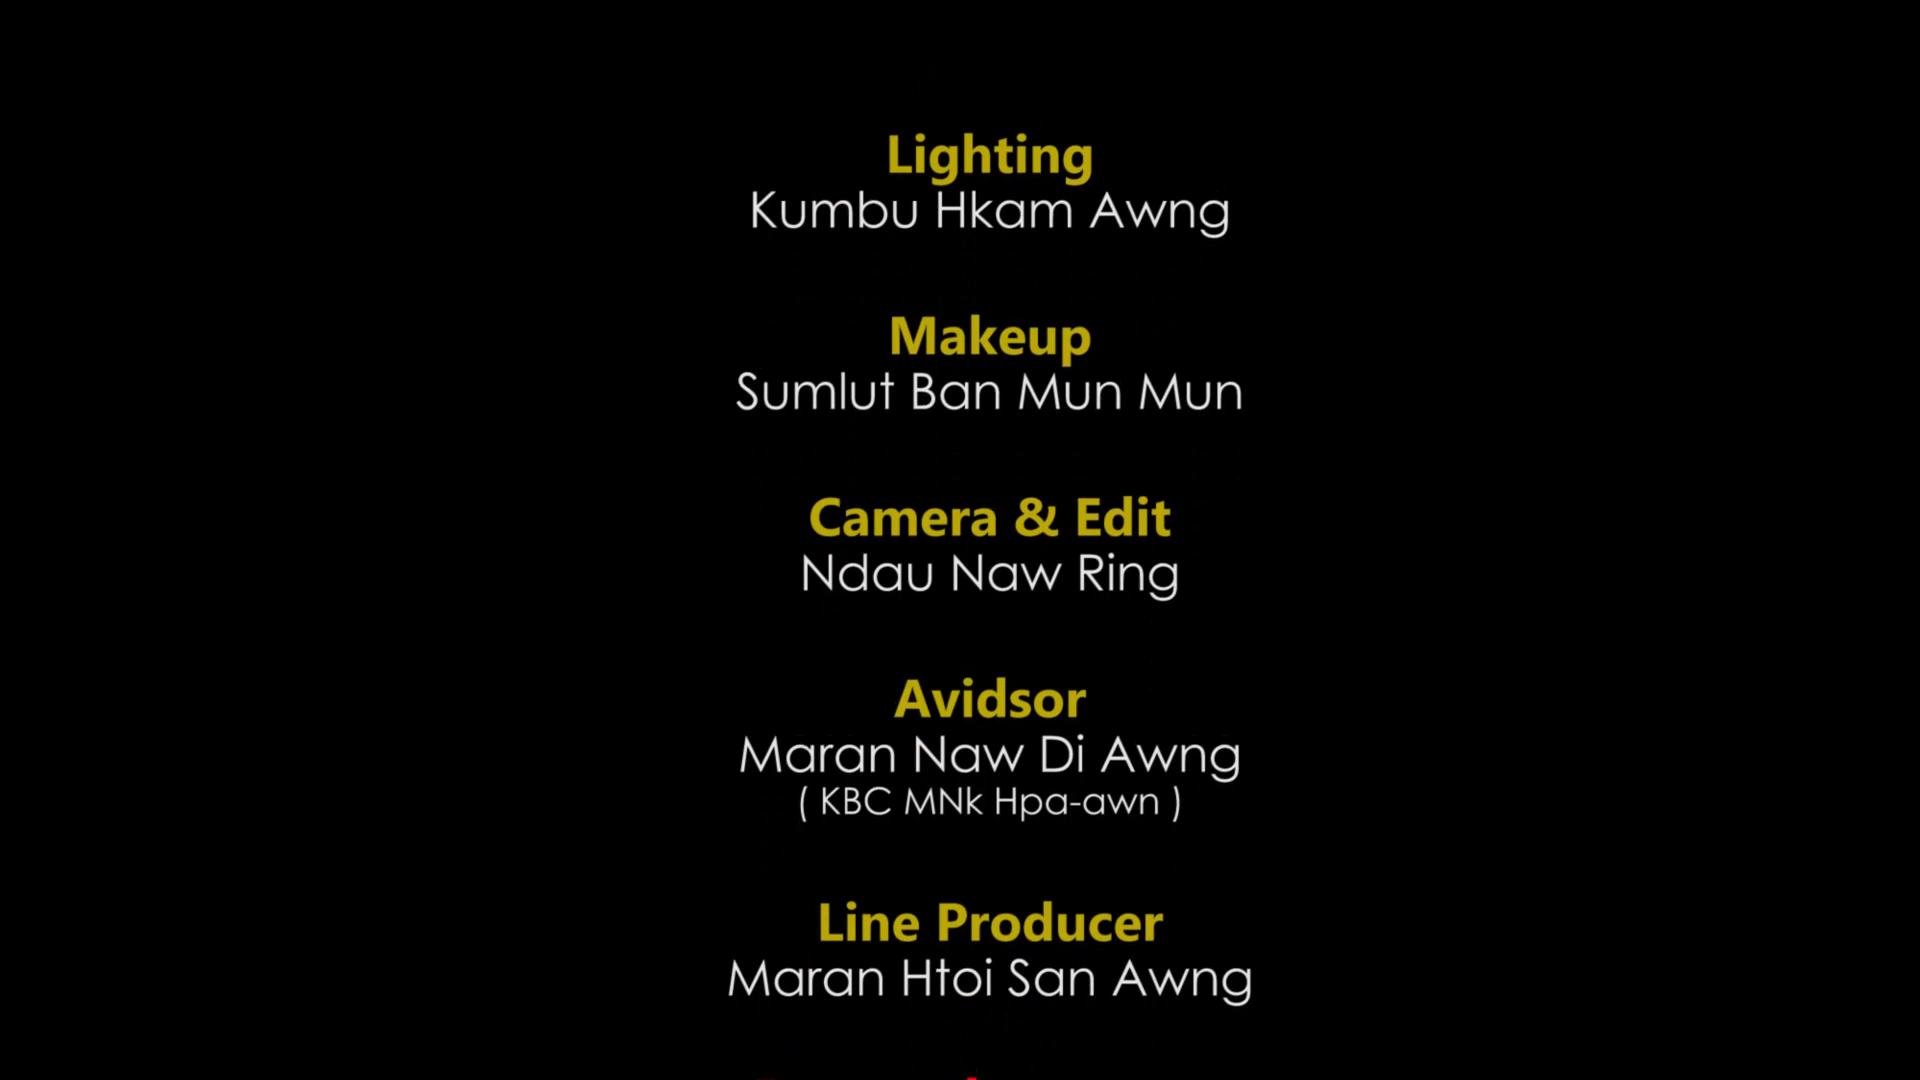 Lighting
Kumbu Hkam Awng
Makeup
Sumlut Ban Mun Mun
Camera & Edit
Ndau Naw Ring
Avidsor
Maran Naw Di Awng
( KBC MNk Hpa-awn )
Line Producer
Maran Htoi San Awng